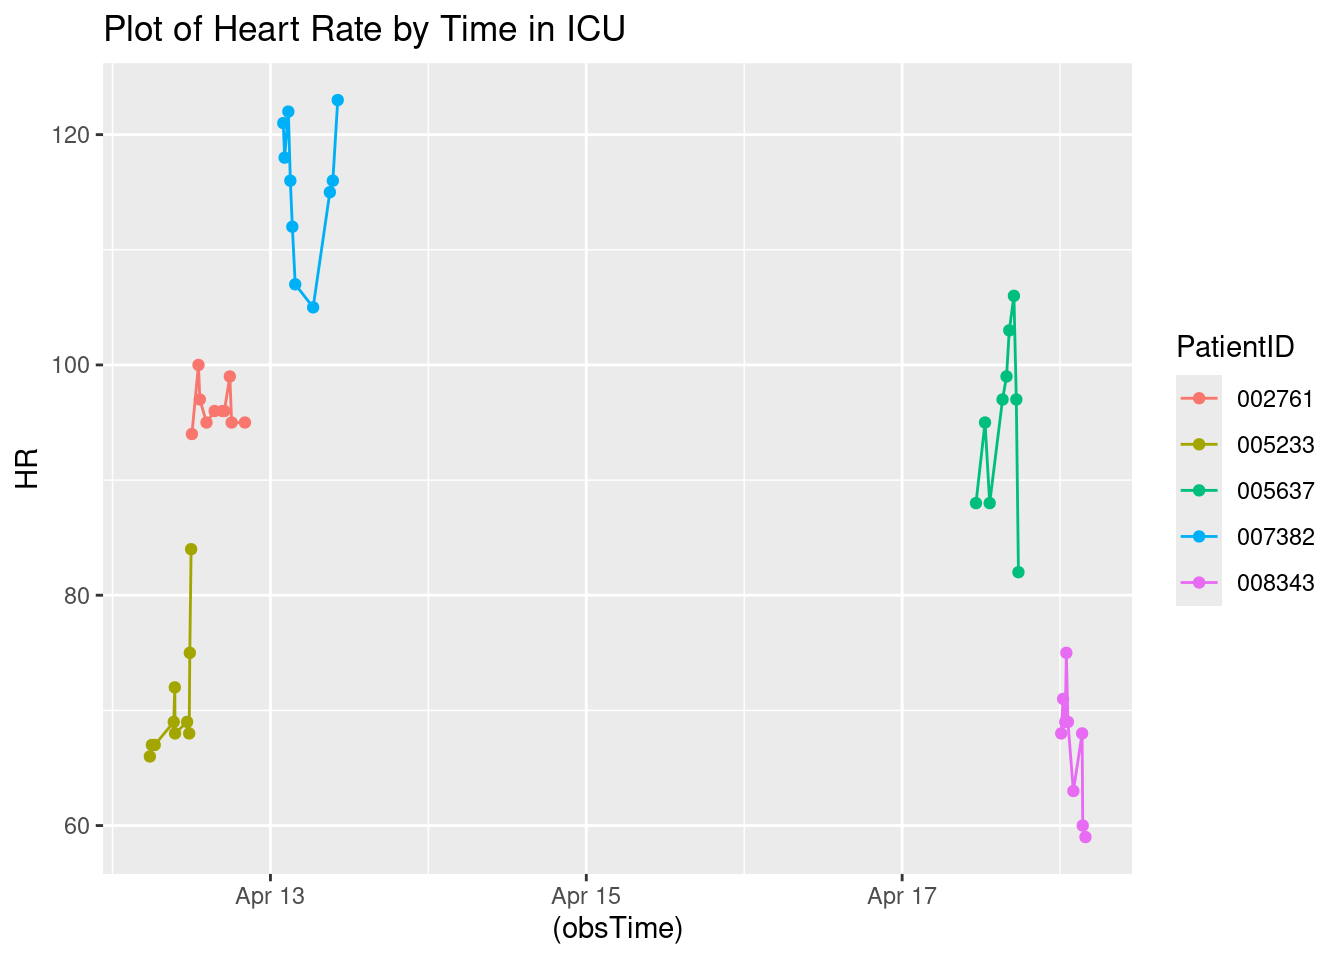 Plot of Heart Rate by Time in ICU
120
100
80
60
HR
Apr 13
Apr 15
Apr 17
(obsTime)
PatientID
002761
005233
005637
007382
008343